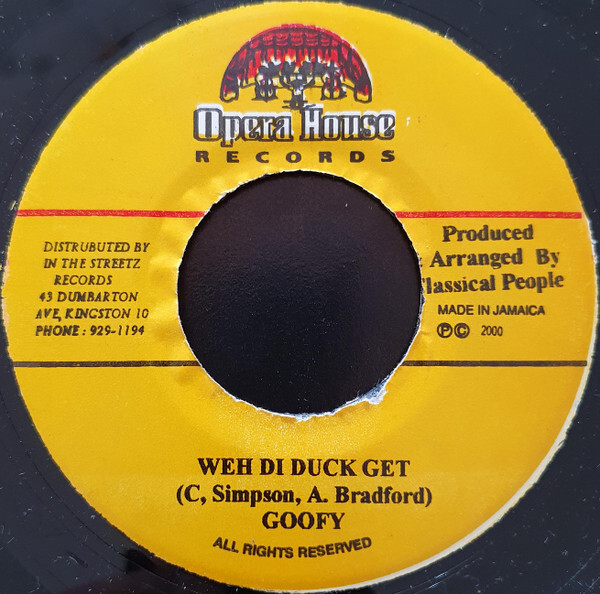 Opera House
RECORDS
DISTRUBUTED BY
IN THE STREETZ
RECORDS
43 DUMBARTON
AVE, KINGSTON 10
PHONE : 929-1194
Produced
Arranged By
Classical People
MADE IN JAMAICA
ⓅⒸ 2000
WEH DI DUCK GET
(C, Simpson, A. Bradford)
GOOFY
ALL RIGHTS RESERVED